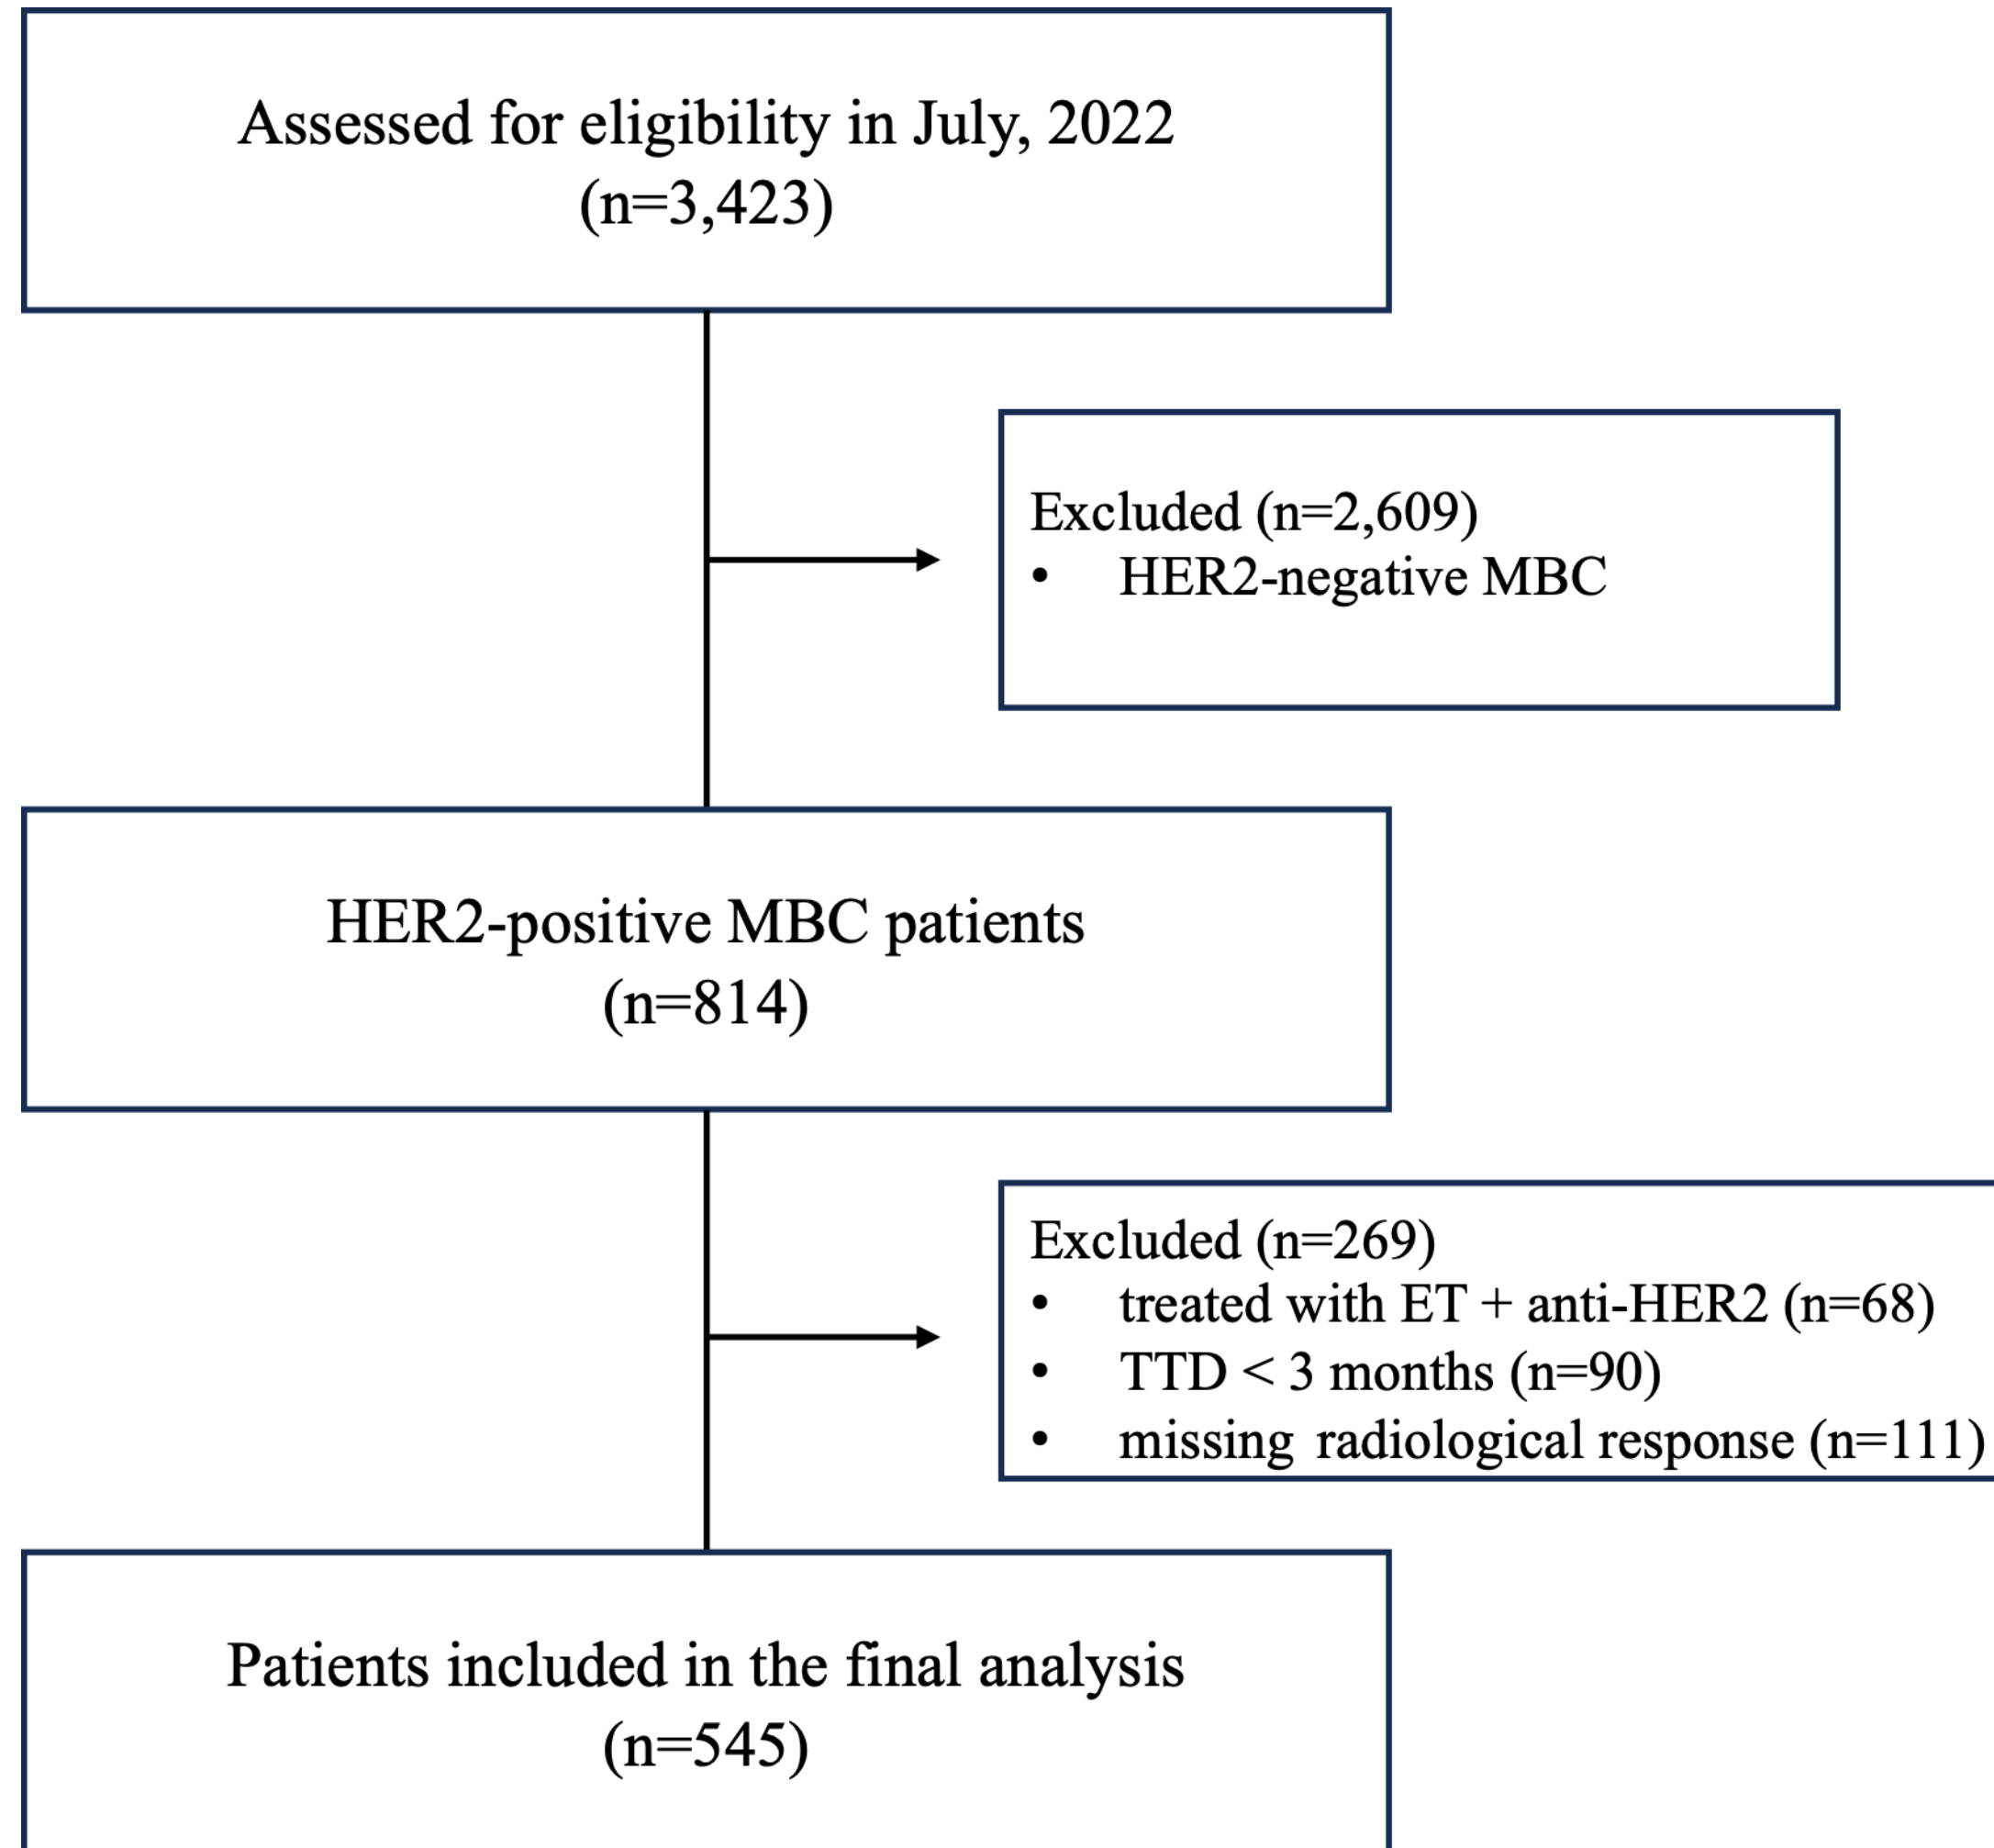 Assessed for eligibility in July, 2022
(n=3,423)
Excluded (n=2,609)
• HER2-negative MBC
HER2-positive MBC patients
(n=814)
Excluded (n=269)
• treated with ET + anti-HER2 (n=68)
• TTD < 3 months (n=90)
• missing radiological response (n=111)
Patients included in the final analysis
(n=545)